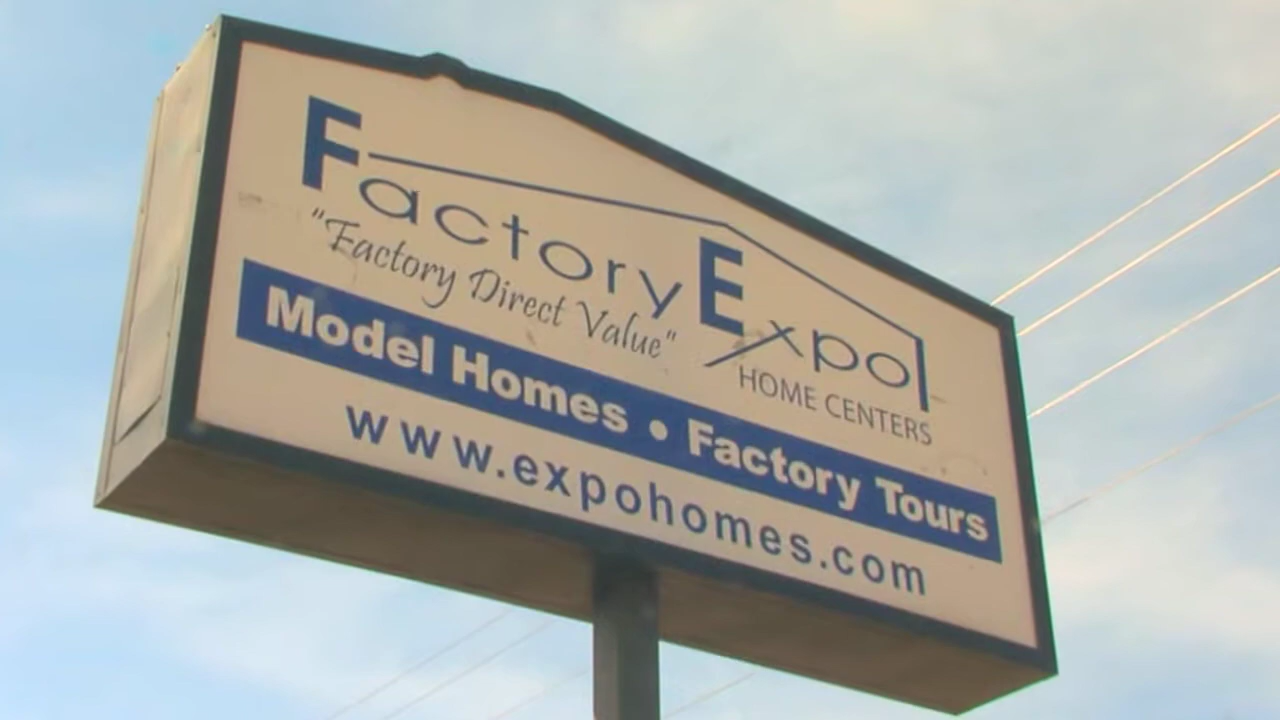 Factory Expo
"Factory Direct Value"
HOME CENTERS
Model Homes • Factory Tours
www.expohomes.com